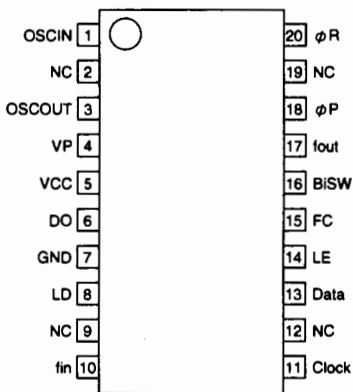 OSCIN 1 20 φR
NC 2 19 NC
OSCOUT 3 18 φP
VP 4 17 fout
VCC 5 16 BiSW
DO 6 15 FC
GND 7 14 LE
LD 8 13 Data
NC 9 12 NC
fin 10 11 Clock